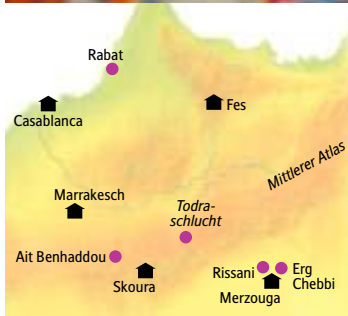 Rabat
Casablanca
Fes
Mittlerer Atlas
Marrakesch
Todra-
schlucht
Ait Benhaddou
Skoura
Rissani
Erg
Chebbi
Merzouga